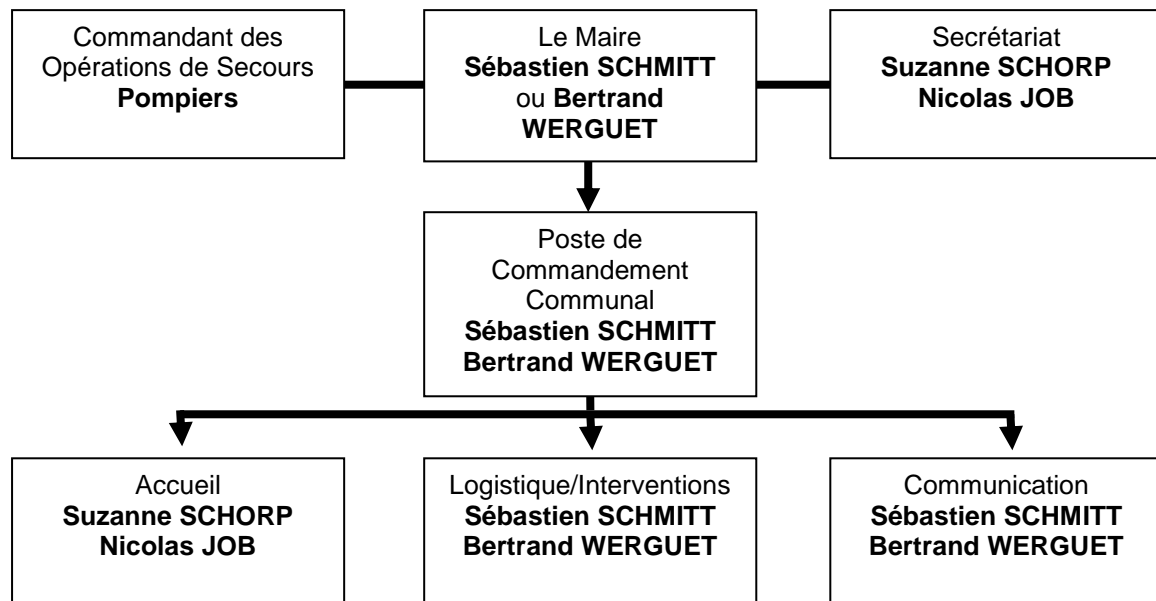 Commandant des
Opérations de Secours
Pompiers
Le Maire
Sébastien SCHMITT
ou Bertrand
WERGUET
Secrétariat
Suzanne SCHORP
Nicolas JOB
Poste de
Commandement
Communal
Sébastien SCHMITT
Bertrand WERGUET
Accueil
Suzanne SCHORP
Nicolas JOB
Logistique/Interventions
Sébastien SCHMITT
Bertrand WERGUET
Communication
Sébastien SCHMITT
Bertrand WERGUET